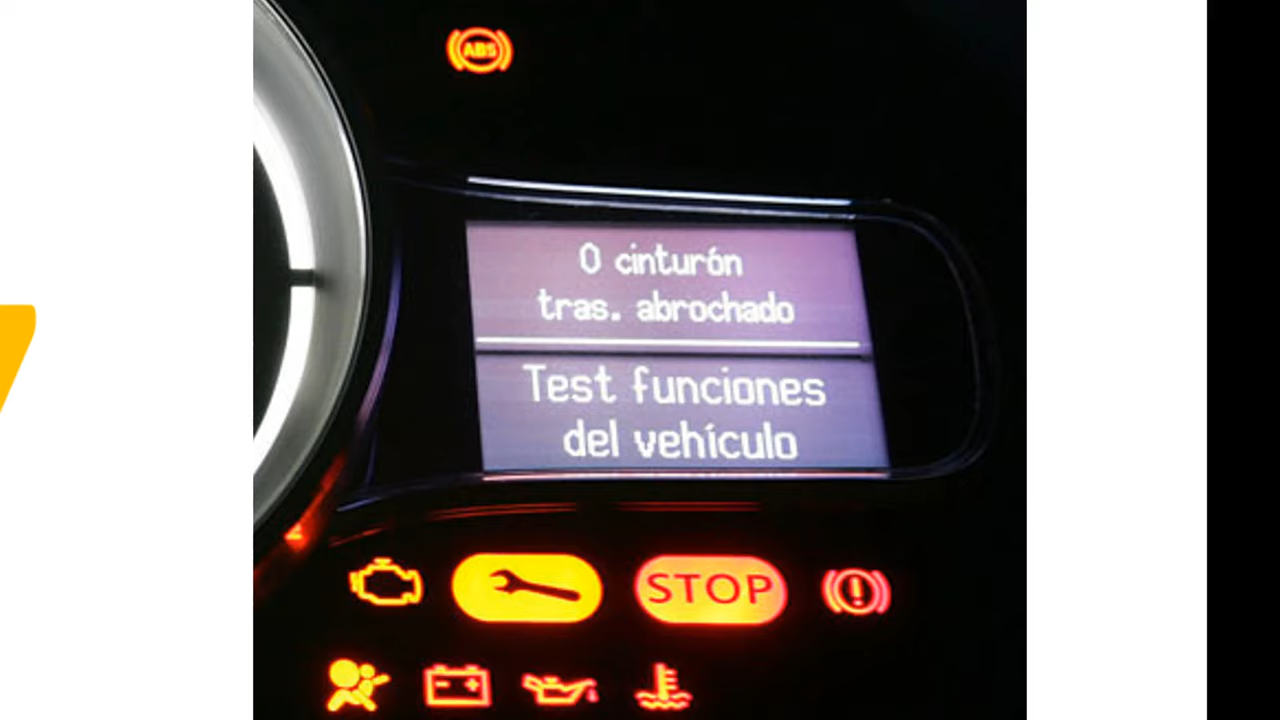 ABS
0 cinturón
tras. abrochado
Test funciones
del vehículo
STOP